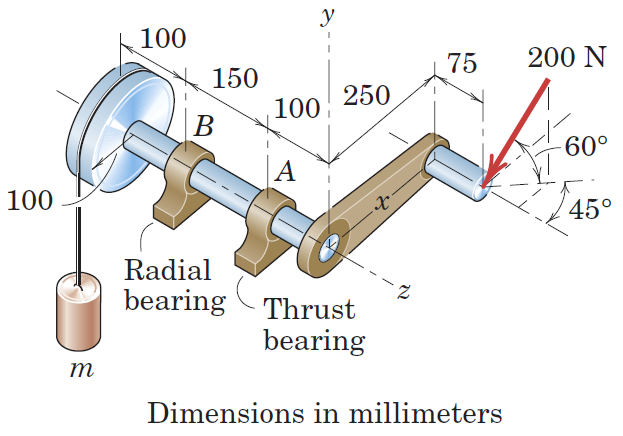 y
100
75
200 N
150
250
100
B
60°
A
100
x
45°
z
Radial
bearing
Thrust
bearing
m
Dimensions in millimeters